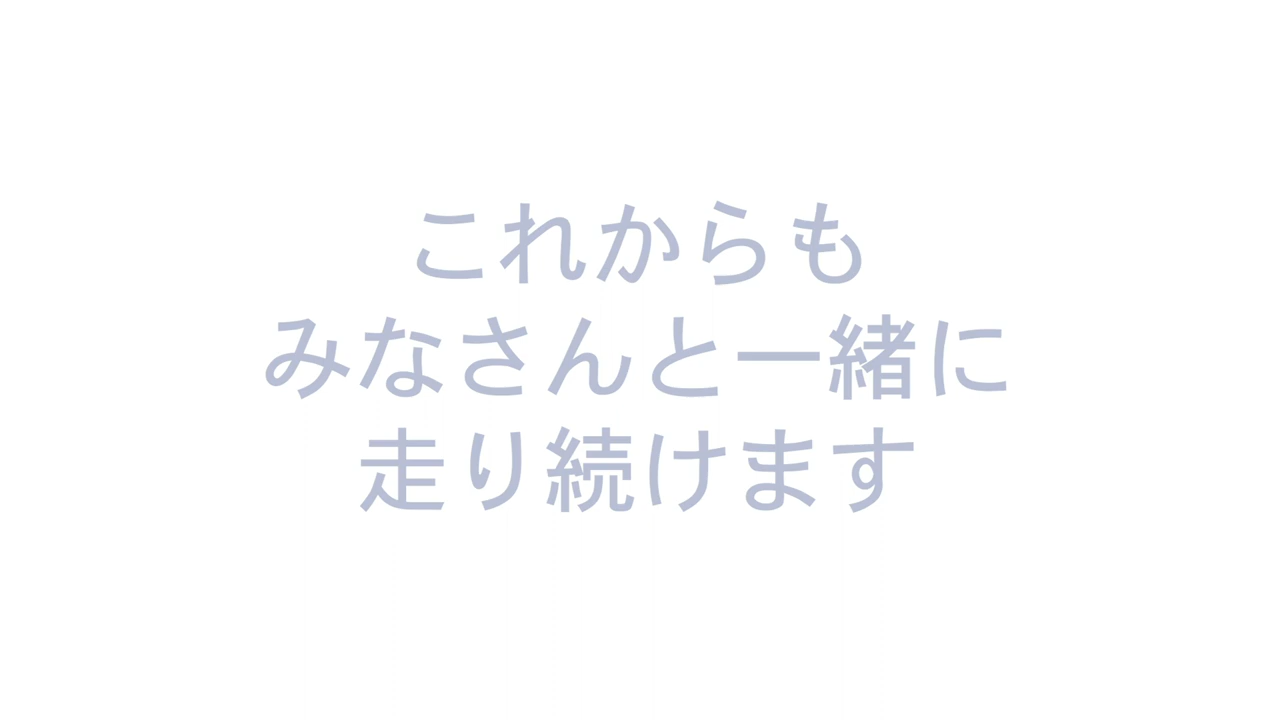 これからも
みなさんと一緒に
走り続けます